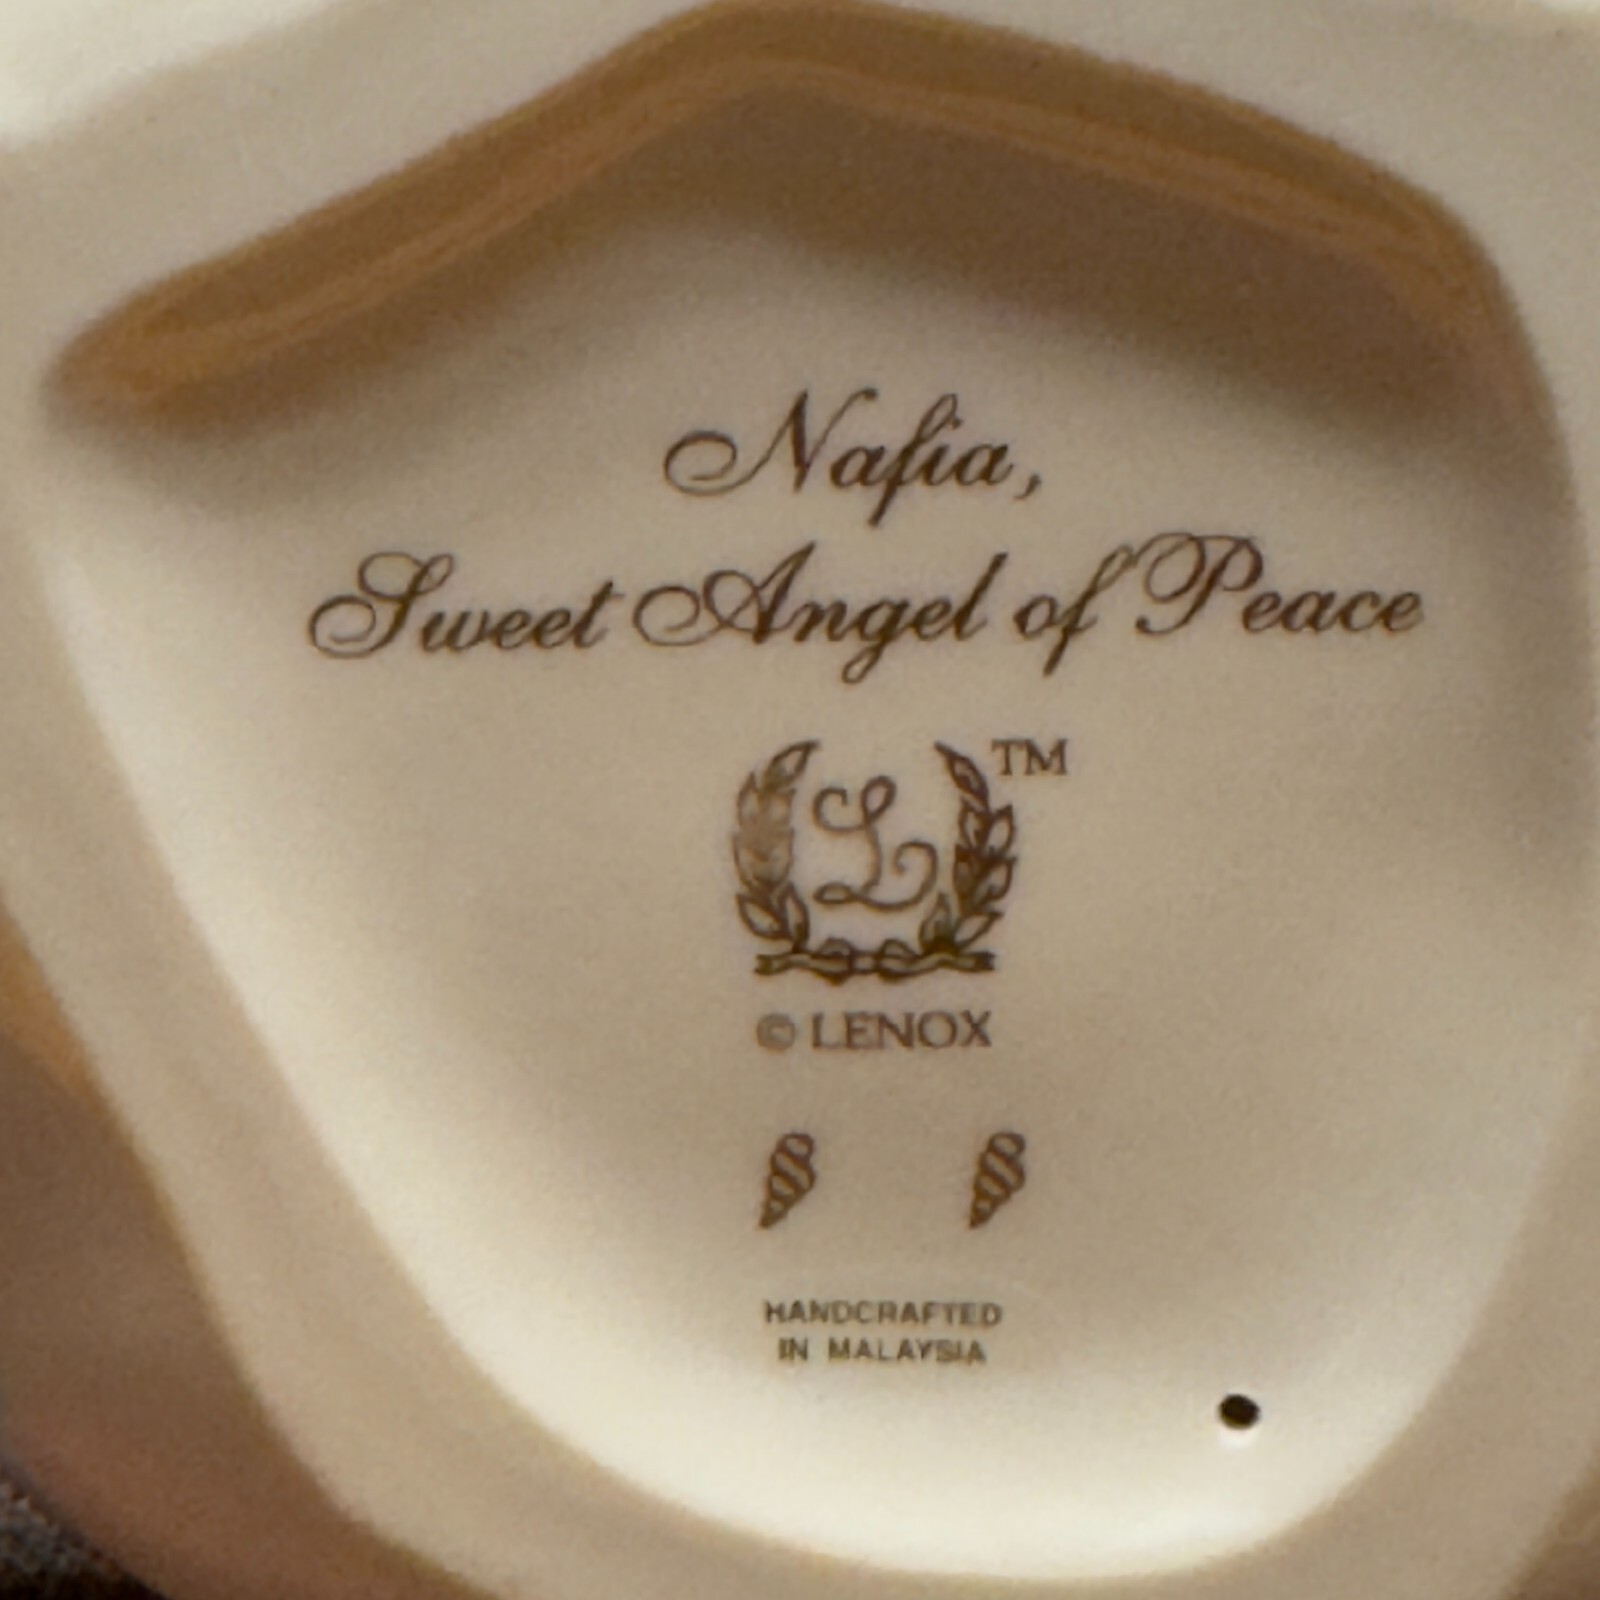 Nafia,
Sweet Angel of Peace
L TM
© LENOX
HANDCRAFTED
IN MALAYSIA